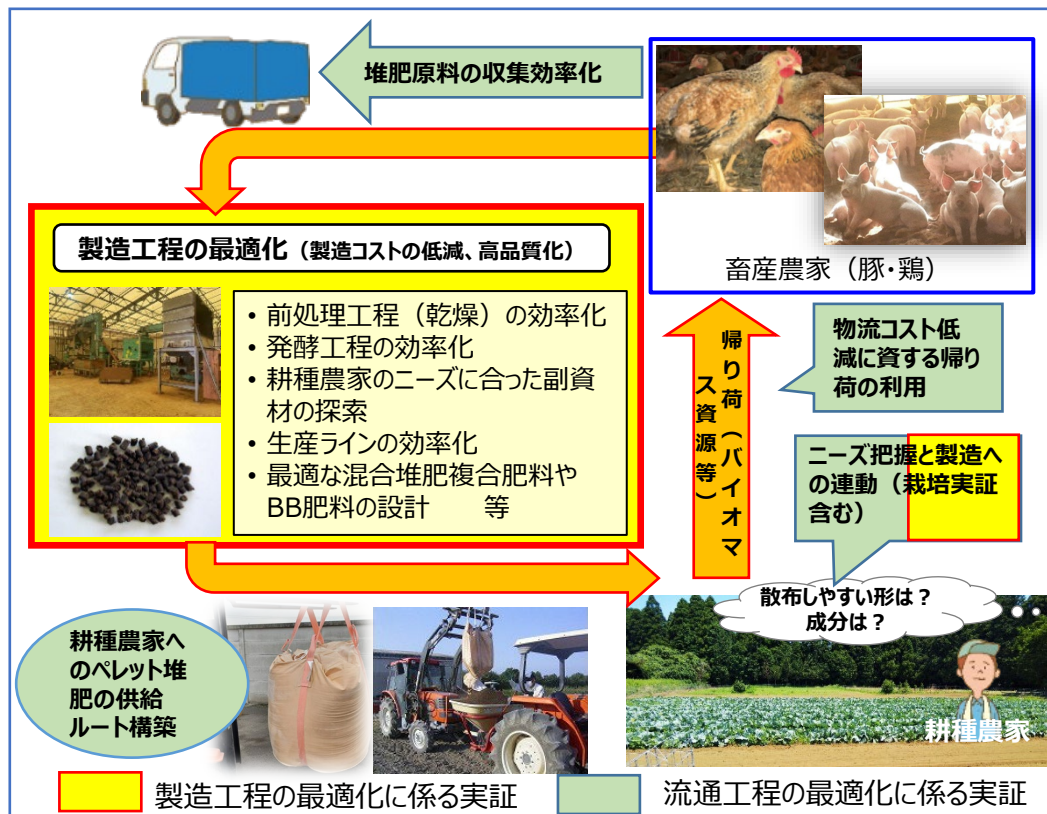 堆肥原料の収集効率化
畜産農家（豚・鶏）
製造工程の最適化（製造コストの低減、高品質化）
• 前処理工程（乾燥）の効率化
• 発酵工程の効率化
• 耕種農家のニーズに合った副資
材の探索
• 生産ラインの効率化
• 最適な混合堆肥複合肥料や
BB肥料の設計　　等
帰り荷（バイオマ
ス資源等）
物流コスト低
減に資する帰り
荷の利用
ニーズ把握と製造へ
の連動（栽培実証
含む）
散布しやすい形は？
成分は？
耕種農家
耕種農家へ
のペレット堆
肥の供給
ルート構築
製造工程の最適化に係る実証
流通工程の最適化に係る実証